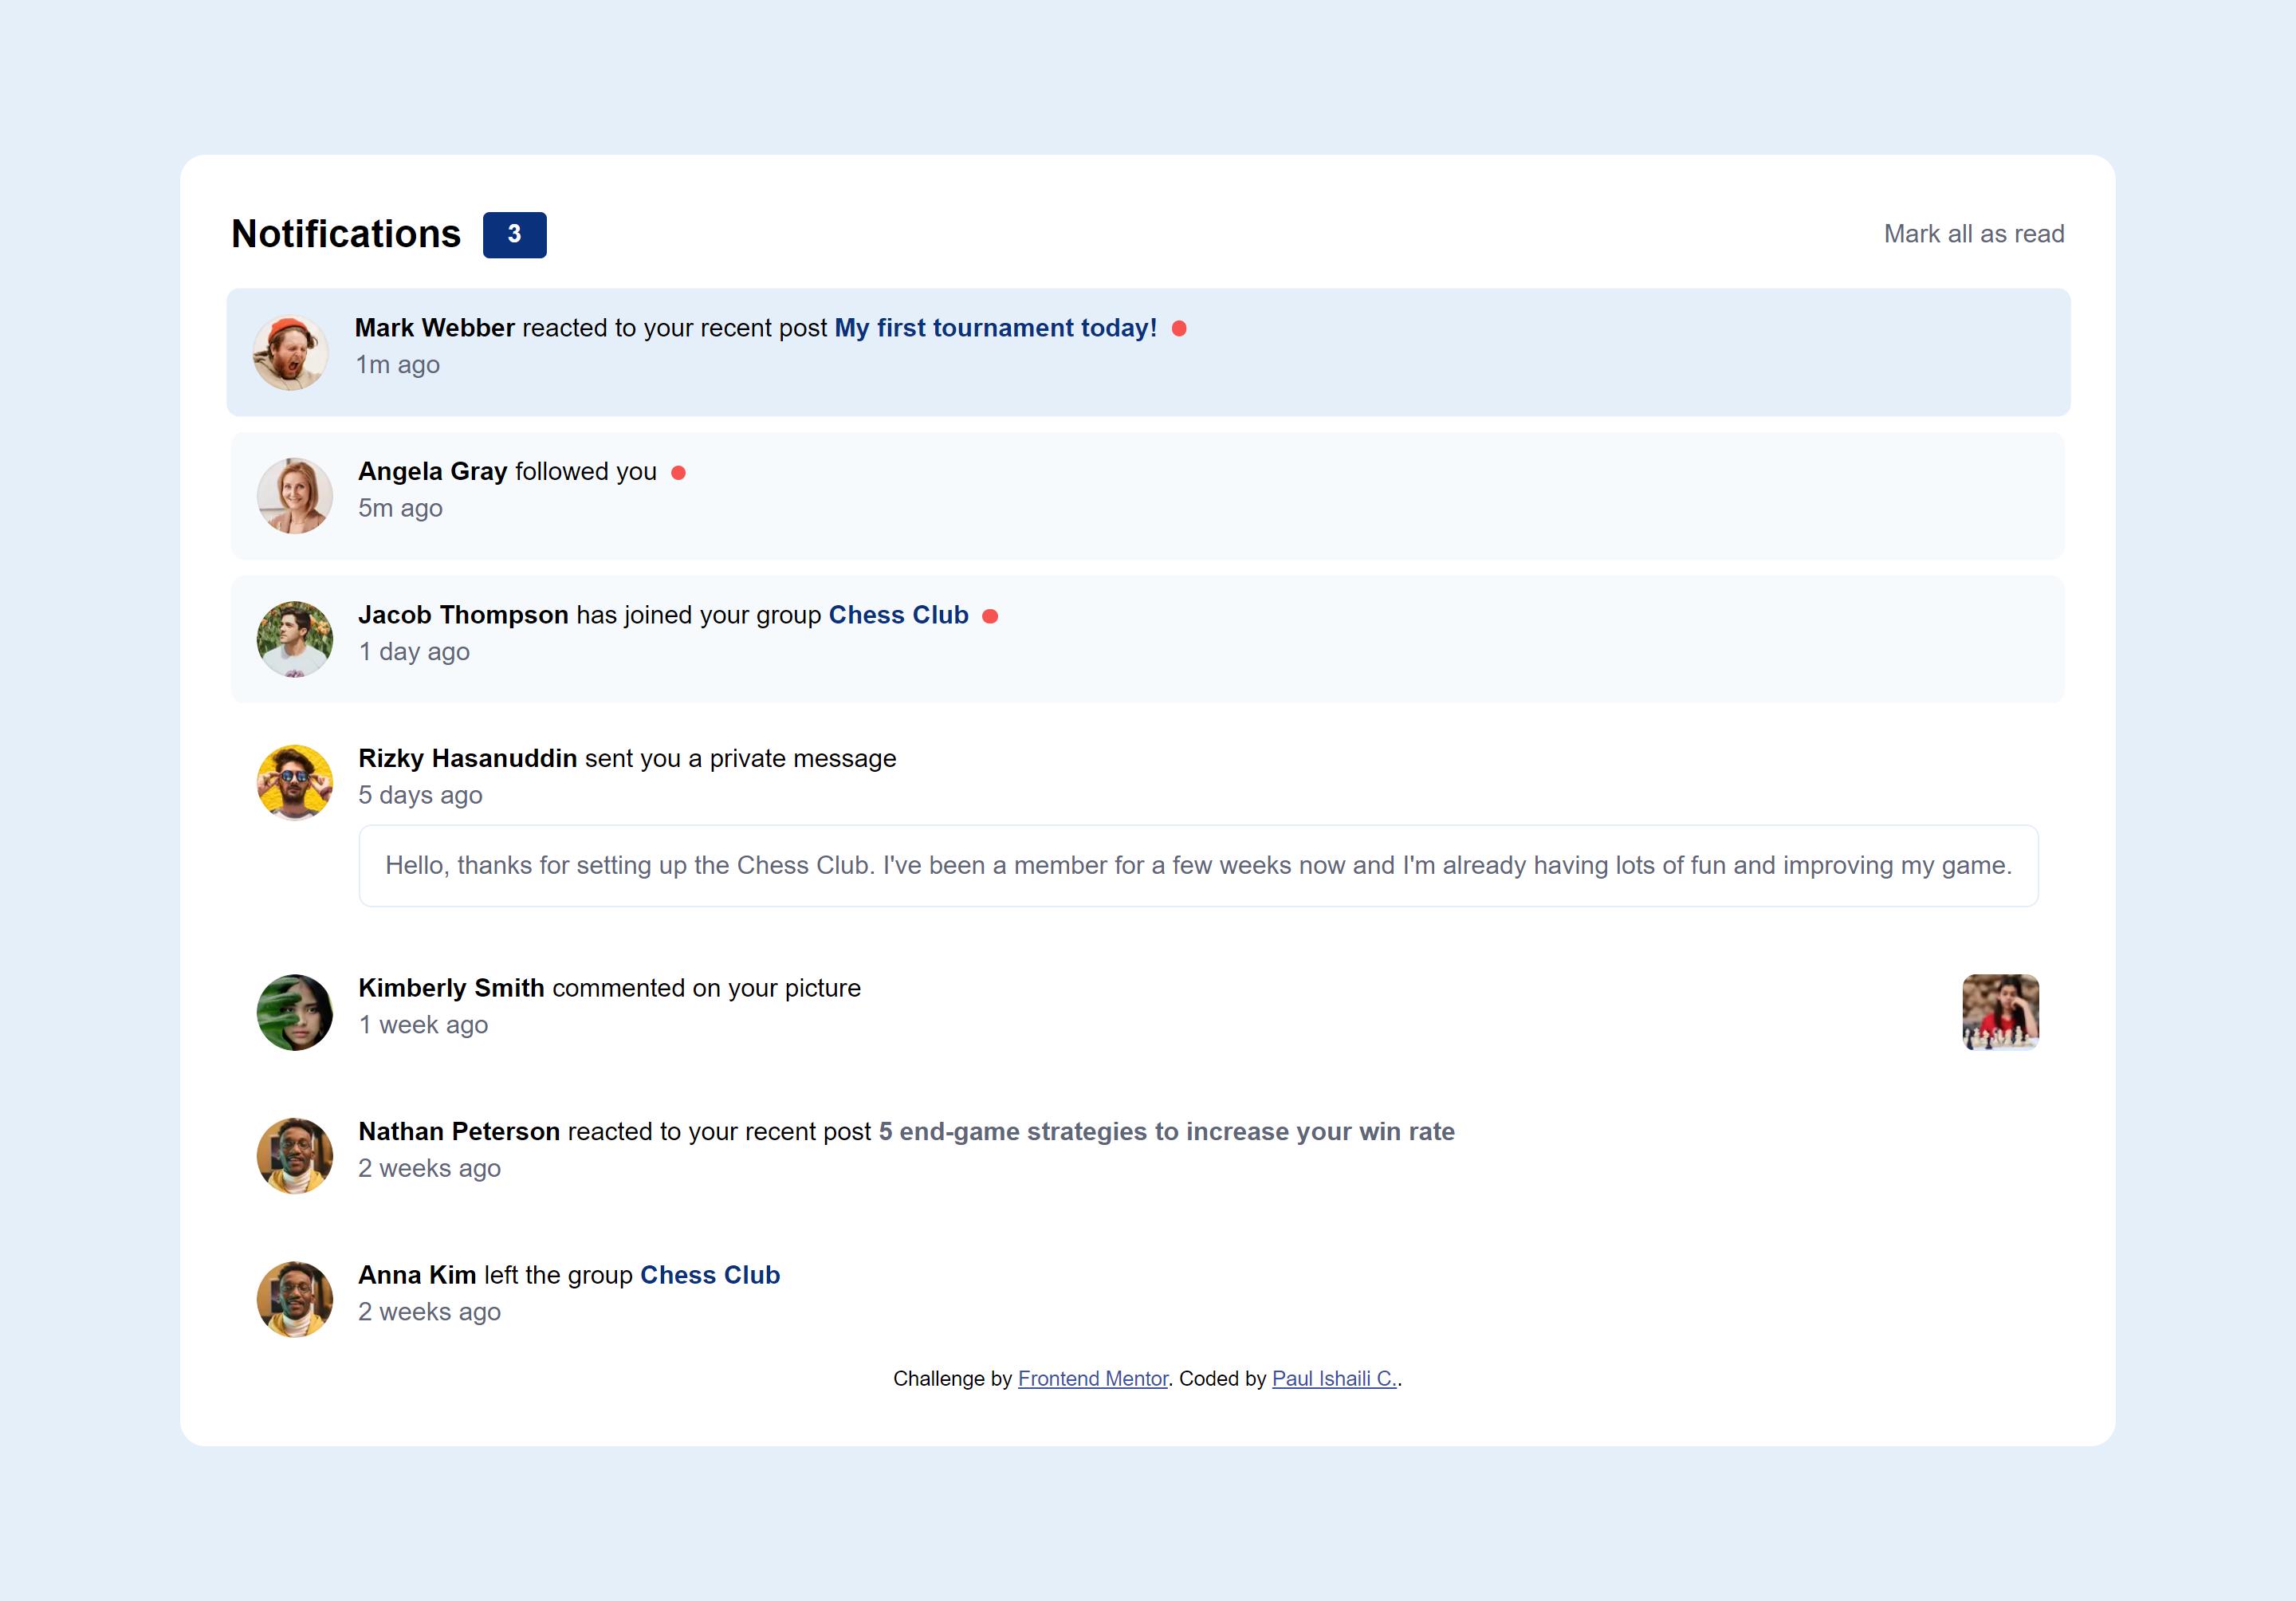 Notifications 3 Mark all as read
Mark Webber reacted to your recent post My first tournament today!
1m ago
Angela Gray followed you
5m ago
Jacob Thompson has joined your group Chess Club
1 day ago
Rizky Hasanuddin sent you a private message
5 days ago
Hello, thanks for setting up the Chess Club. I've been a member for a few weeks now and I'm already having lots of fun and improving my game.
Kimberly Smith commented on your picture
1 week ago
Nathan Peterson reacted to your recent post 5 end-game strategies to increase your win rate
2 weeks ago
Anna Kim left the group Chess Club
2 weeks ago
Challenge by Frontend Mentor. Coded by Paul Ishaili C..